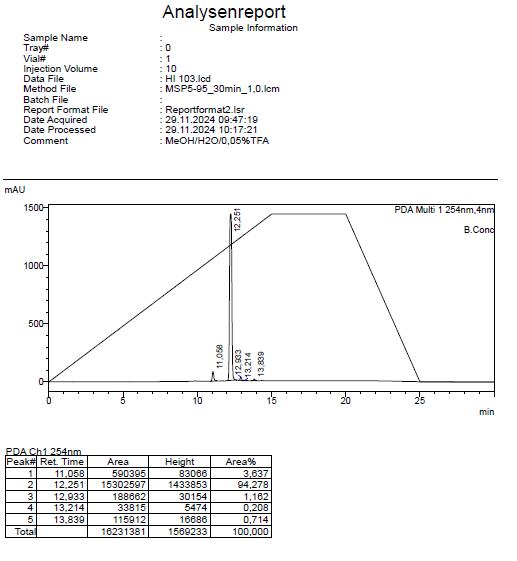 Analysenreport
Sample Information
Sample Name :
Tray# : 0
Vial# : 1
Injection Volume : 10
Data File : HI 103.lcd
Method File : MSP5-95_30min_1,0.lcm
Batch File :
Report Format File : Reportformat2.lsr
Date Acquired : 29.11.2024 09:47:19
Date Processed : 29.11.2024 10:17:21
Comment : MeOH/H2O/0,05%TFA
mAU
1500
PDA Multi 1 254nm,4nm
B.Conc
1000
500
0
12,251
11,058
12,933
13,214
13,839
0 5 10 15 20 25
min
PDA Ch1 254nm
Peak# Ret. Time Area Height Area%
1 11,058 590395 83066 3,637
2 12,251 15302597 1433853 94,278
3 12,933 188662 30154 1,162
4 13,214 33815 5474 0,208
5 13,839 115912 16686 0,714
Total 16231381 1569233 100,000